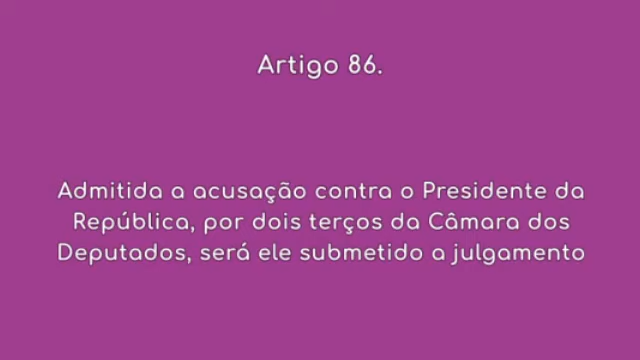 Artigo 86.
Admitida a acusação contra o Presidente da
República, por dois terços da Câmara dos
Deputados, será ele submetido a julgamento